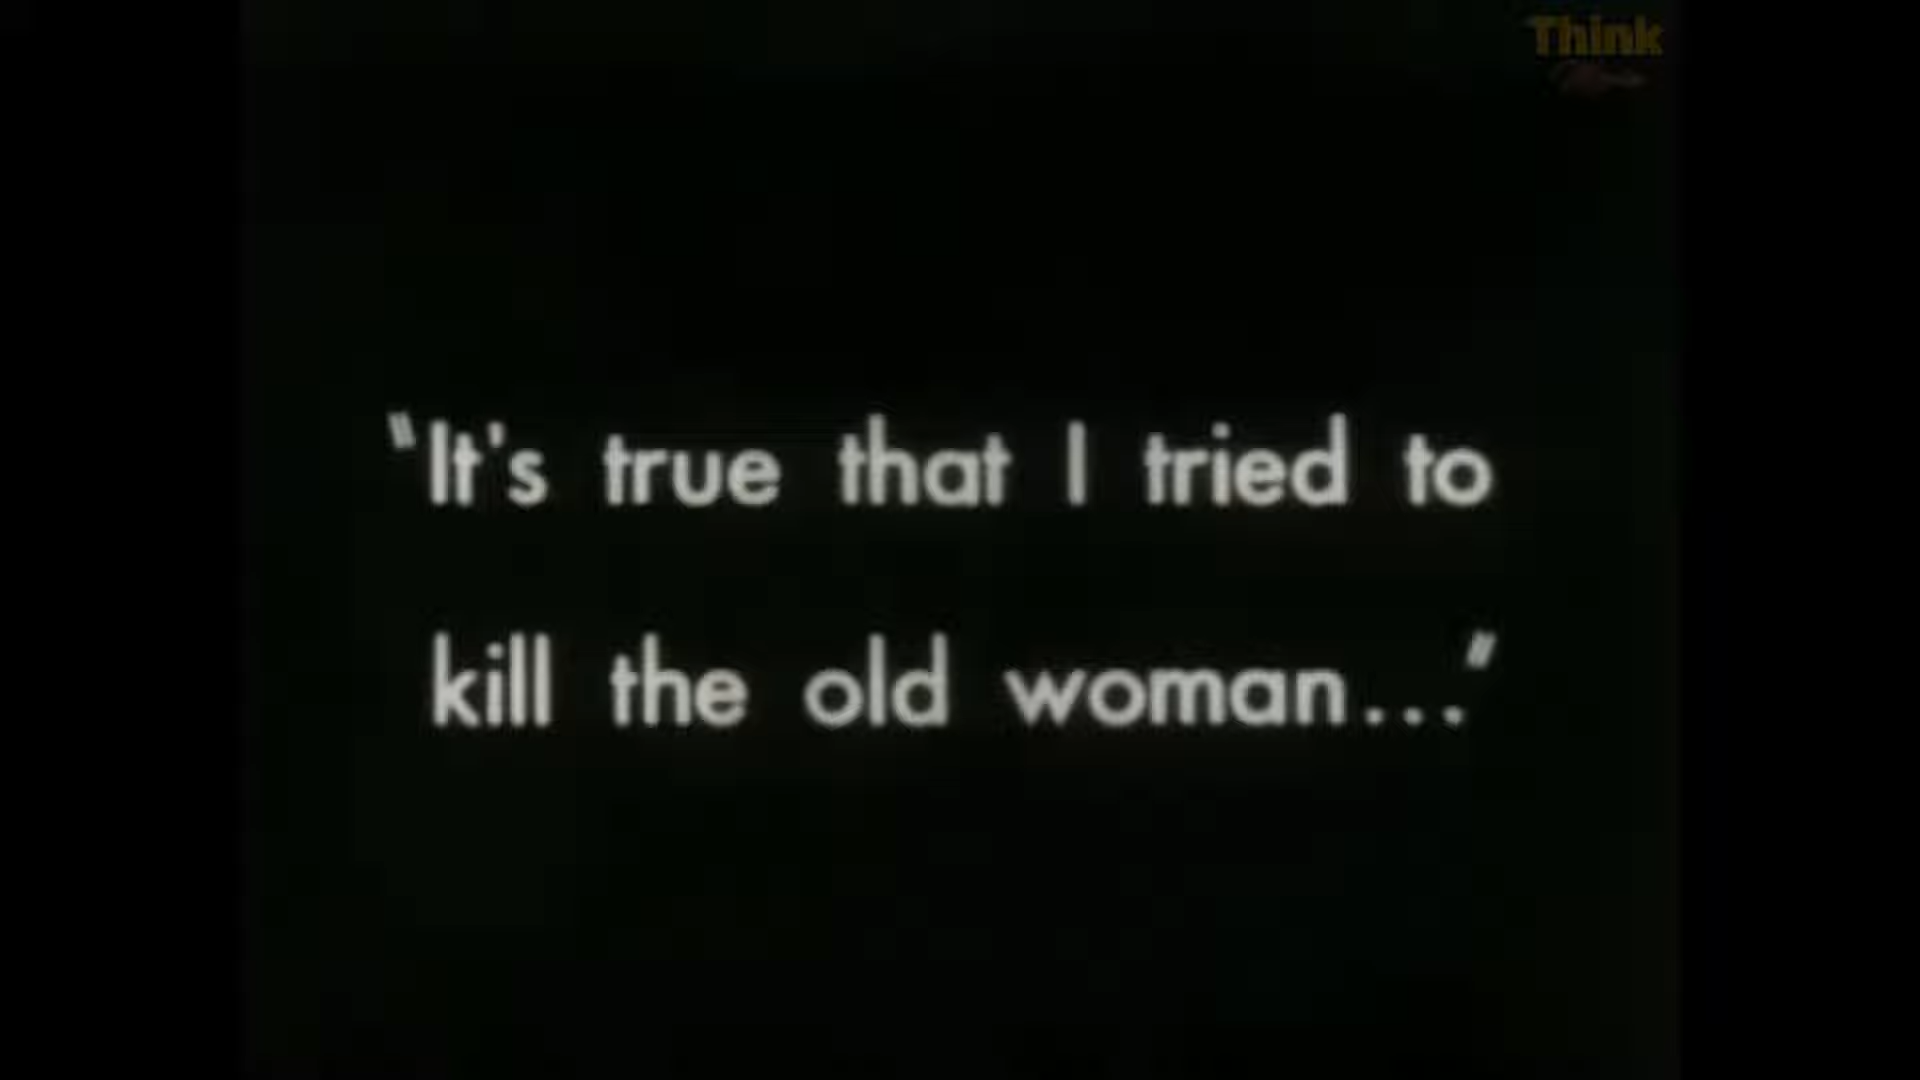 Think
"It's true that I tried to
kill the old woman..."